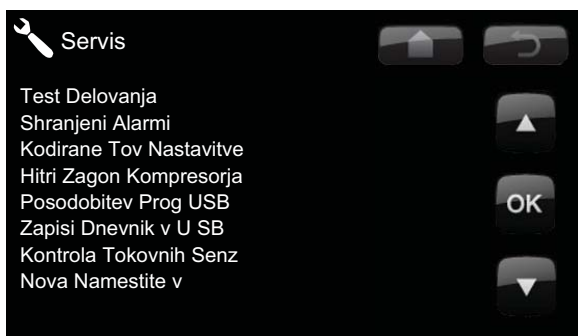 Servis
Test Delovanja
Shranjeni Alarmi
Kodirane Tov Nastavitve
Hitri Zagon Kompresorja
Posodobitev Prog USB
Zapisi Dnevnik v U SB
OK
Kontrola Tokovnih Senz
Nova Namestite v